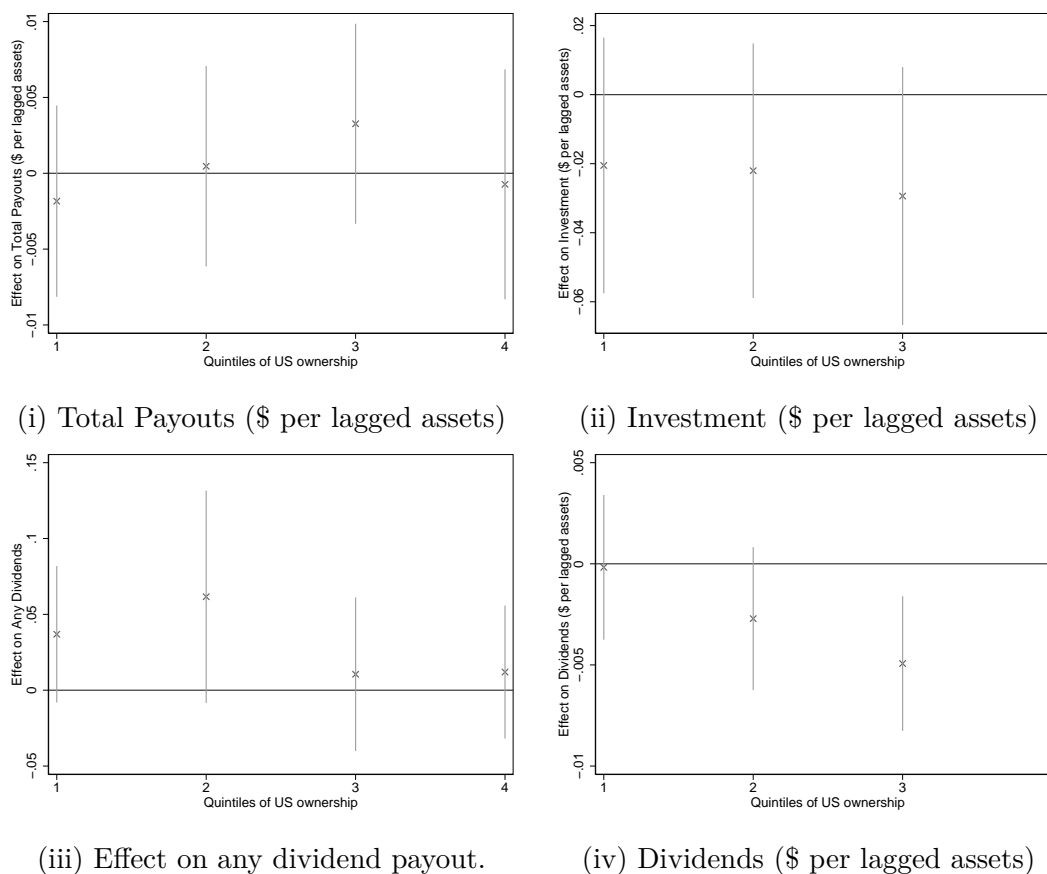 .01
.005
0
-.005
-.01
Effect on Total Payouts ($ per lagged assets)
1 2 3 4
Quintiles of US ownership
.02
0
-.02
-.04
-.06
Effect on Investment ($ per lagged assets)
1 2 3
Quintiles of US ownership
(i) Total Payouts ($ per lagged assets)
(ii) Investment ($ per lagged assets)
.15
.1
.05
0
-.05
Effect on Any Dividends
1 2 3 4
Quintiles of US ownership
.005
0
-.005
-.01
Effect on Dividends ($ per lagged assets)
1 2 3
Quintiles of US ownership
(iii) Effect on any dividend payout.
(iv) Dividends ($ per lagged assets)